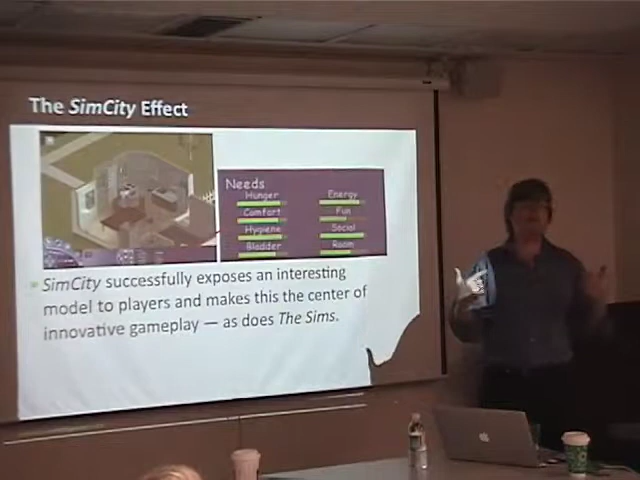 The SimCity Effect
Needs
Hunger Energy
Comfort Fun
Hygiene Social
Bladder Room
SimCity successfully exposes an interesting
model to players and makes this the center of
innovative gameplay — as does The Sims.